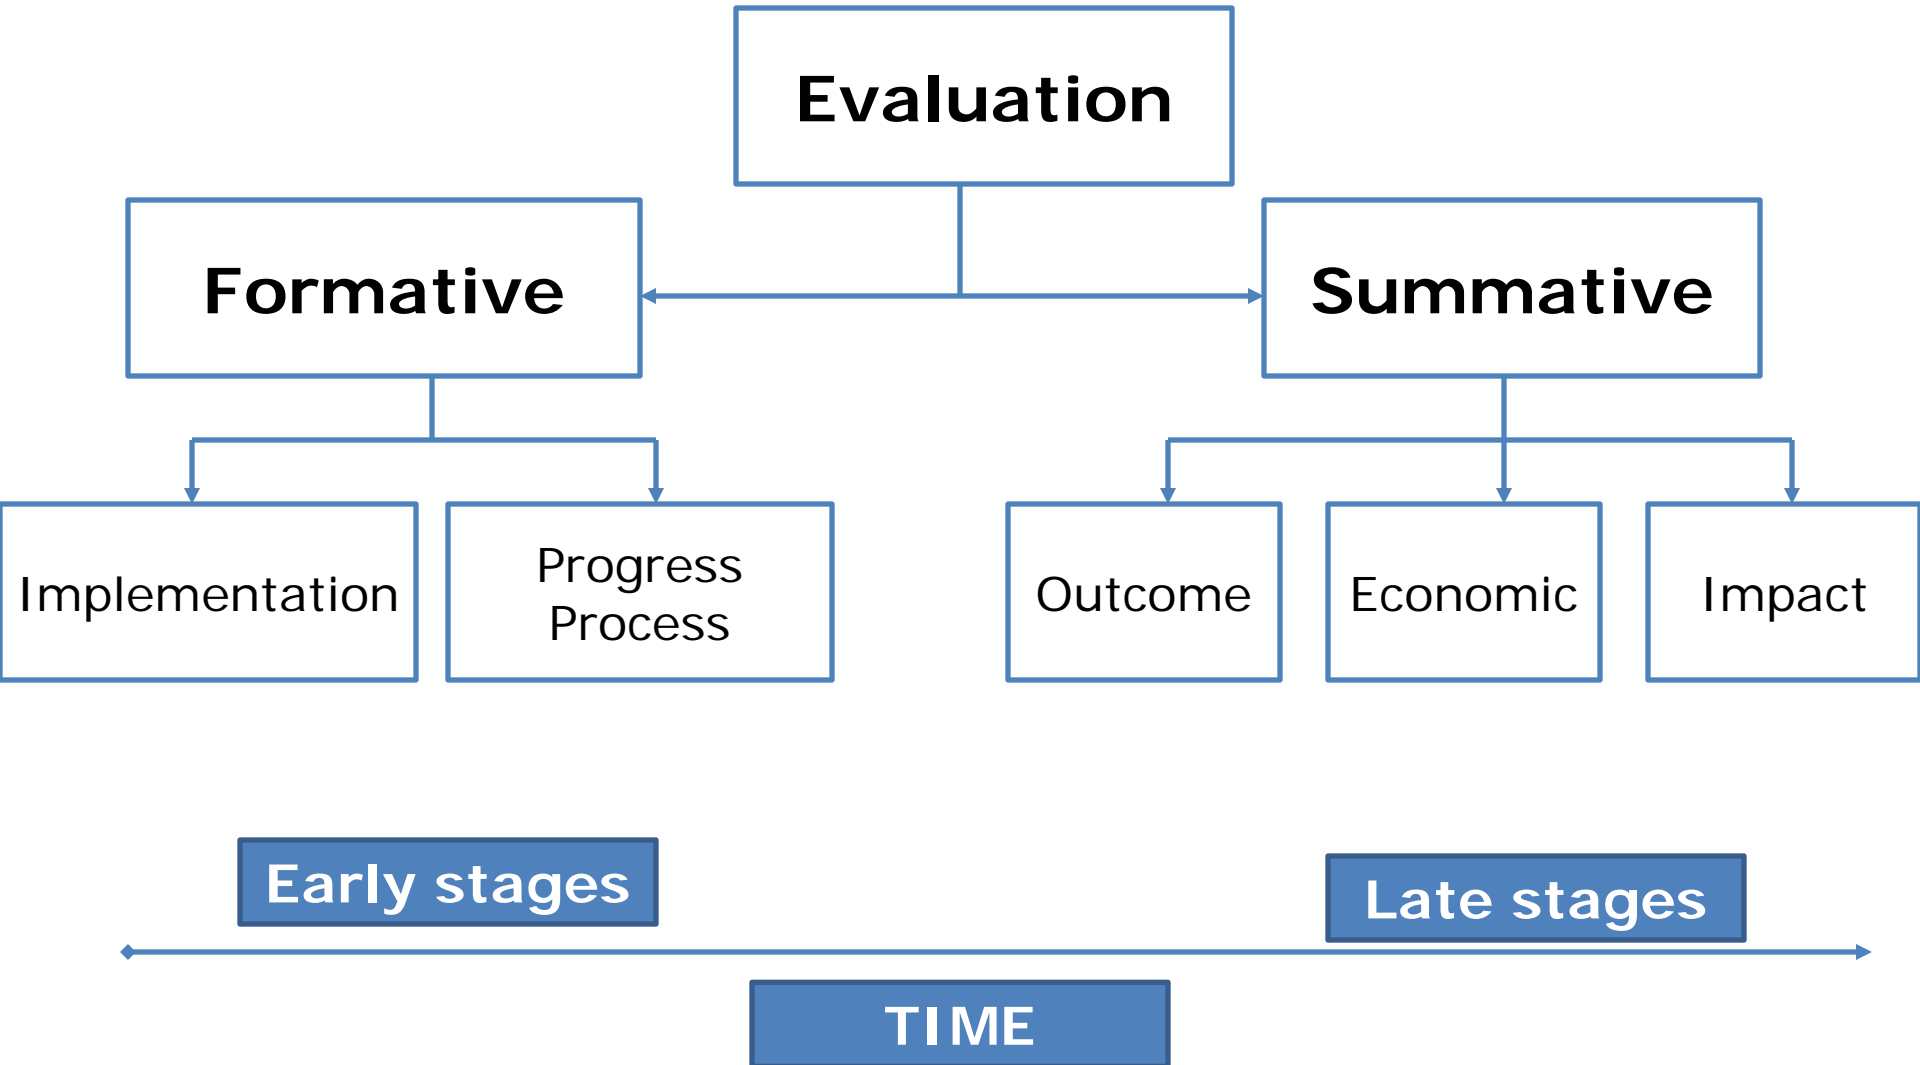 Evaluation
Formative
Summative
Implementation
Progress
Process
Outcome
Economic
Impact
Early stages
Late stages
TIME